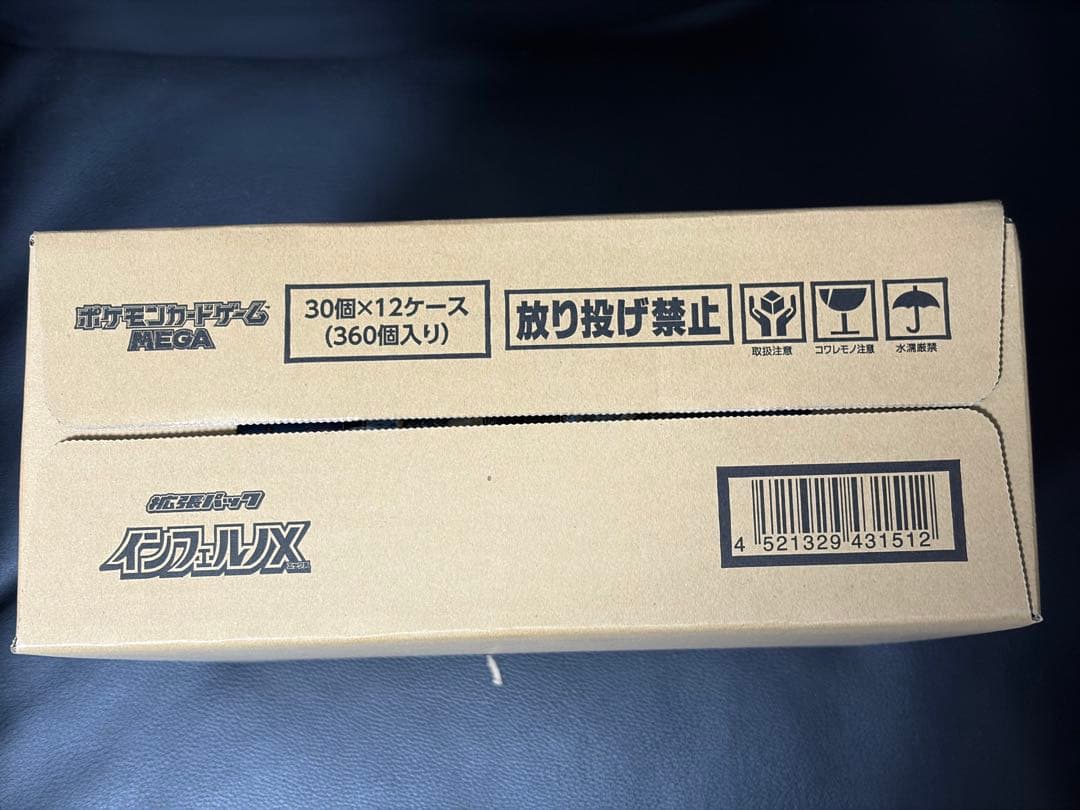 ポケモンカードゲーム
MEGA
30個×12ケース
(360個入り)
放り投げ禁止
取扱注意
コワレモノ注意
水濡厳禁
拡張パック
インフェルノX
4 521329 431512